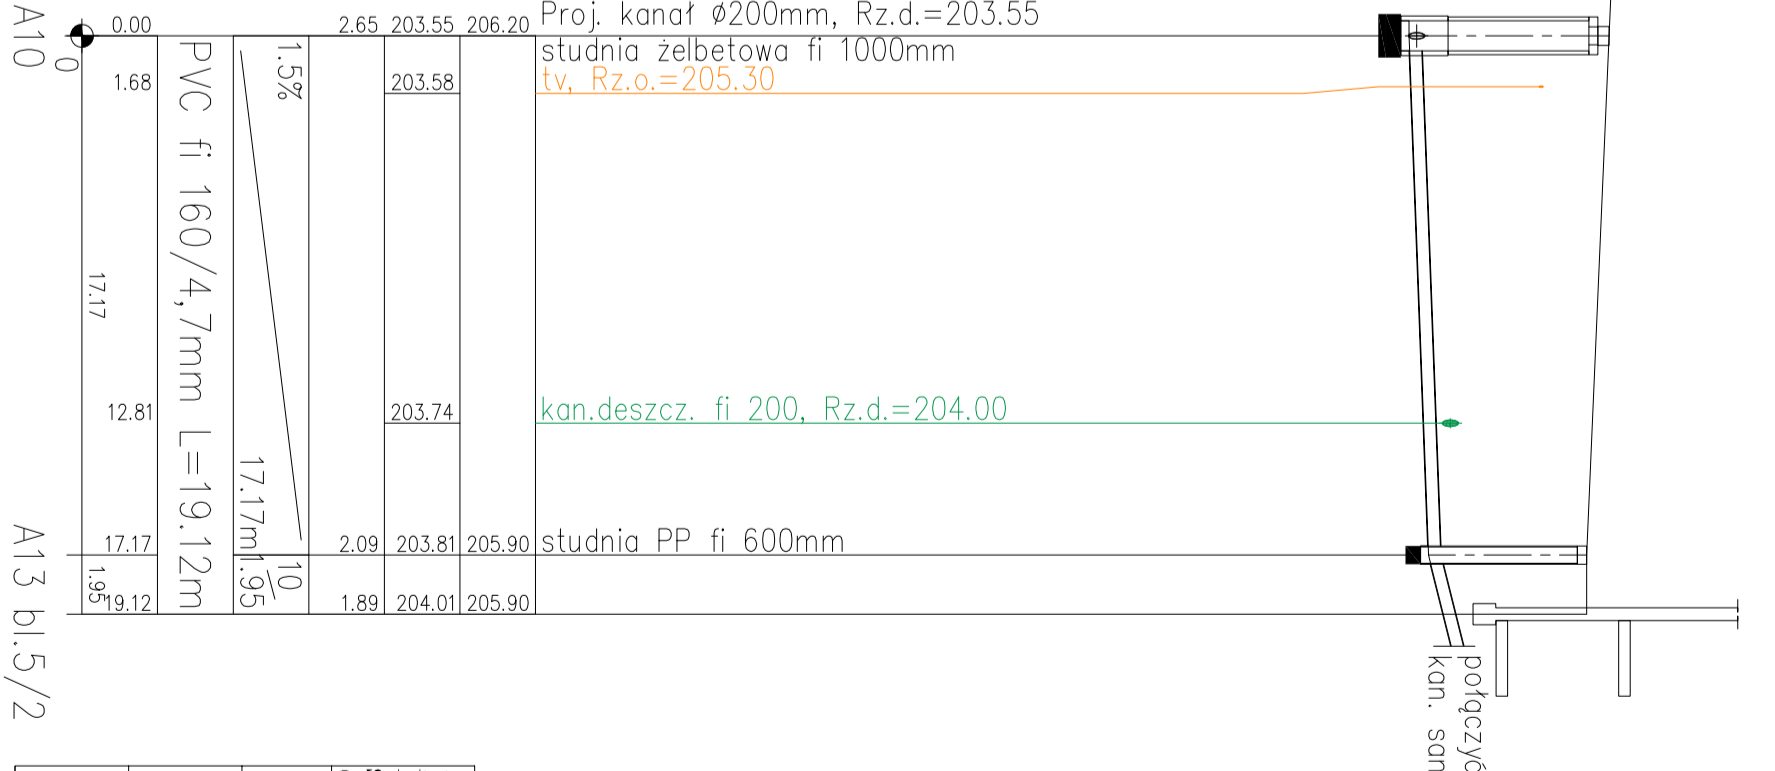 0.00 2.65 203.55 206.20 Proj. kanał ø200mm, Rz.d.=203.55
studnia żelbetowa fi 1000mm
1.68 203.58 tv, Rz.o.=205.30
12.81 203.74 kan.deszcz. fi 200, Rz.d.=204.00
17.17 2.09 203.81 205.90 studnia PP fi 600mm
19.12 1.89 204.01 205.90
A10
A13 bl.5/2
0
17.17
1.95
PVC fi 160/4,7mm L=19.12m
1.5%
17.17m
10
1.95
połączyć
kan. san